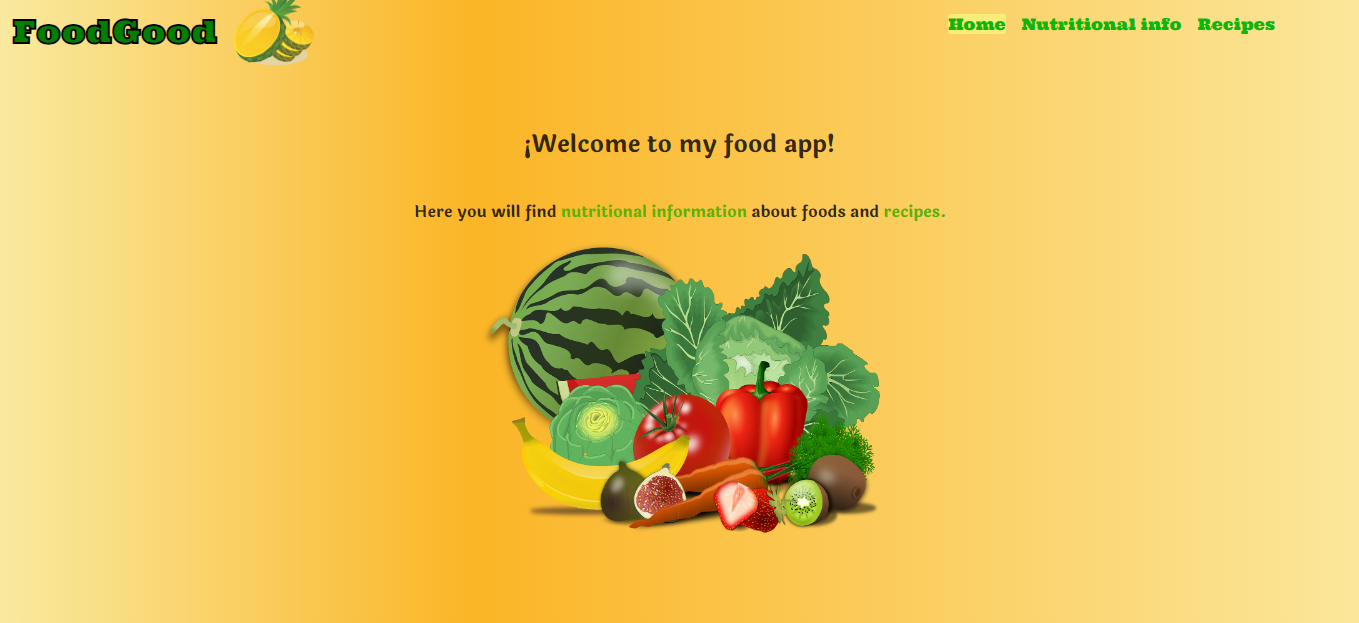 FoodGood
Home Nutritional info Recipes
¡Welcome to my food app!
Here you will find nutritional information about foods and recipes.